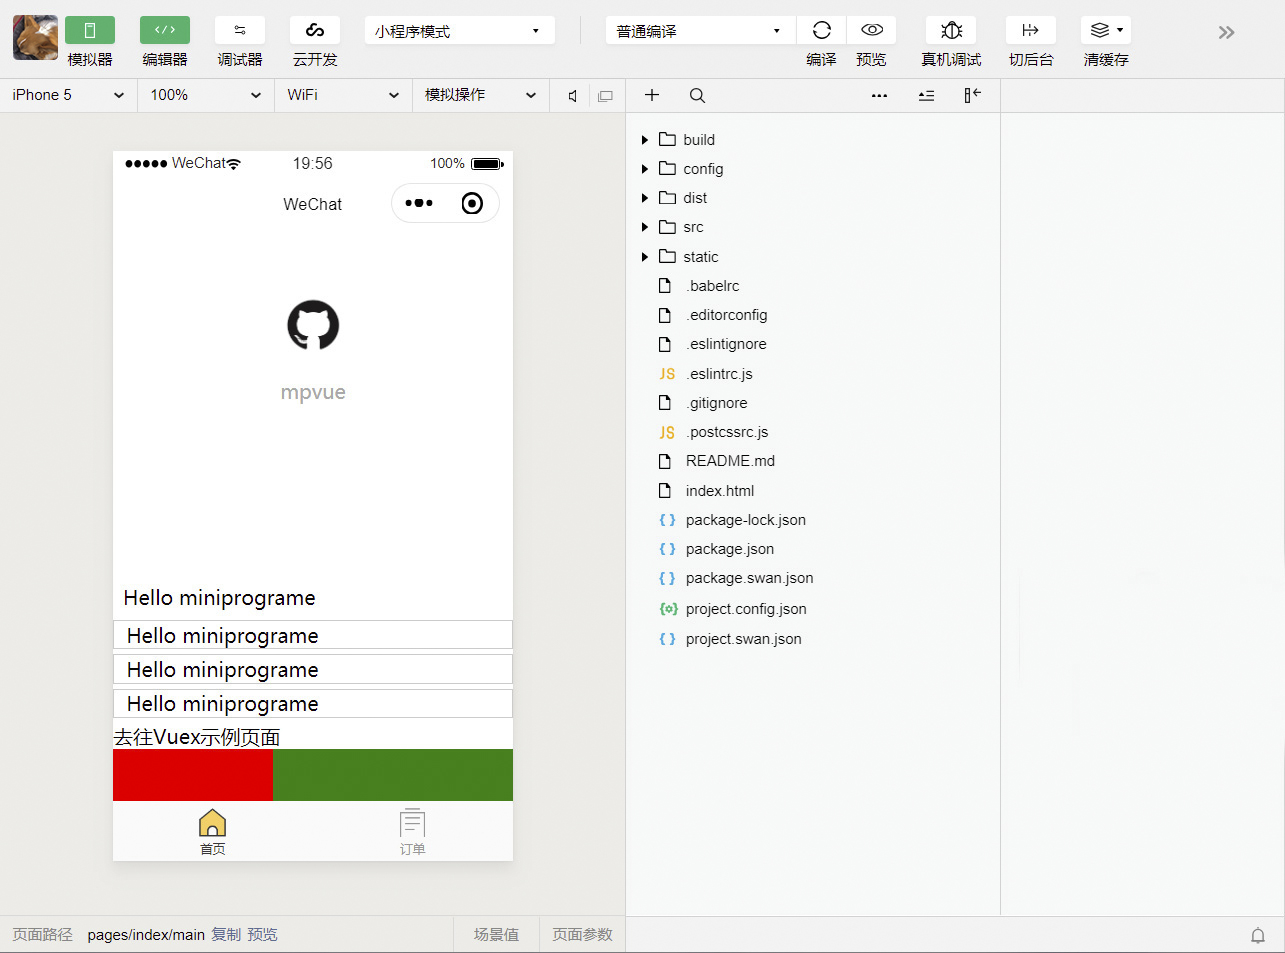 小程序模式
普通编译
模拟器 编辑器 调试器 云开发 编译 预览 真机调试 切后台 清缓存
iPhone 5 100% WiFi 模拟操作
WeChat 19:56 100%
WeChat
mpvue
Hello miniprograme
Hello miniprograme
Hello miniprograme
Hello miniprograme
去往Vuex示例页面
首页 订单
build
config
dist
src
static
.babelrc
.editorconfig
.eslintignore
JS .eslintrc.js
.gitignore
JS .postcssrc.js
README.md
index.html
{ } package-lock.json
{ } package.json
{ } package.swan.json
project.config.json
{ } project.swan.json
页面路径 pages/index/main 复制 预览 场景值 页面参数